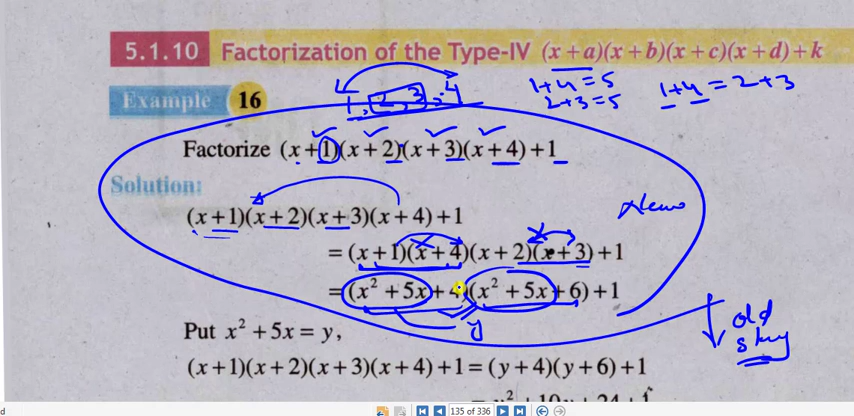 5.1.10 Factorization of the Type-IV (x + a)(x + b)(x + c)(x + d) + k
Example 16
1, 2, 3, 4
1+4=5
2+3=5
1+4=2+3
Factorize (x + 1)(x + 2)(x + 3)(x + 4) + 1
Solution:
(x + 1)(x + 2)(x + 3)(x + 4) + 1
= (x + 1)(x + 4)(x + 2)(x + 3) + 1
= (x² + 5x + 4)(x² + 5x + 6) + 1
y
old
Put x² + 5x = y,
(x + 1)(x + 2)(x + 3)(x + 4) + 1 = (y + 4)(y + 6) + 1
135 of 336